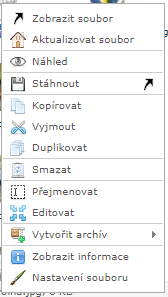 Zobrazit soubor
Aktualizovat soubor
Náhled
Stáhnout
Kopírovat
Vyjmout
Duplikovat
Smazat
Přejmenovat
Editovat
Vytvořit archív
Zobrazit informace
Nastavení souboru